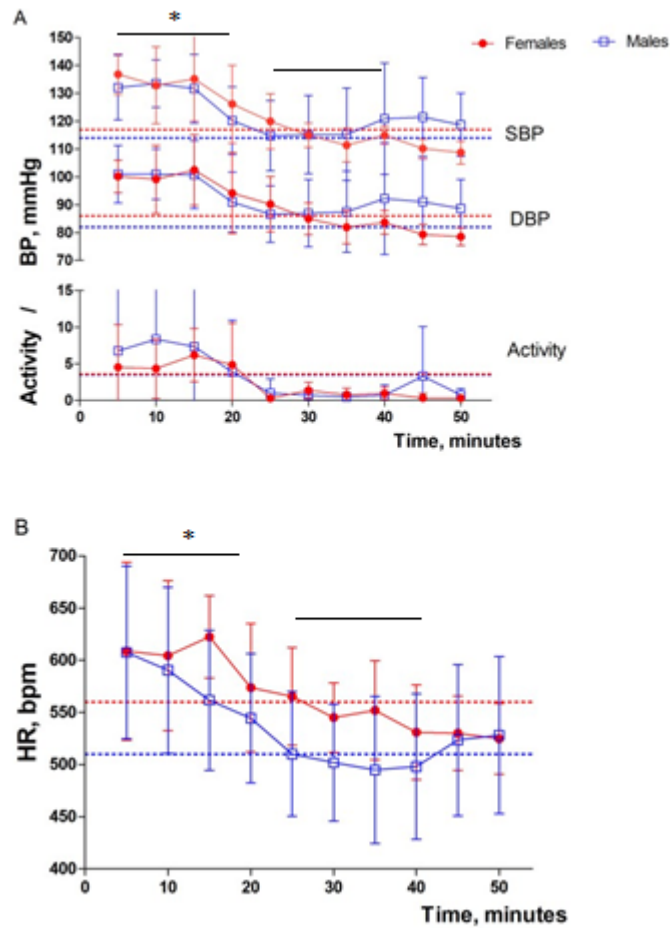 A
*
Females Males
150
140
130
120
110
100
90
80
70
BP, mmHg
SBP
DBP
15
10
5
0
Activity /
Activity
0 10 20 30 40 50
Time, minutes
B
*
700
650
600
550
500
450
400
HR, bpm
0 10 20 30 40 50
Time, minutes